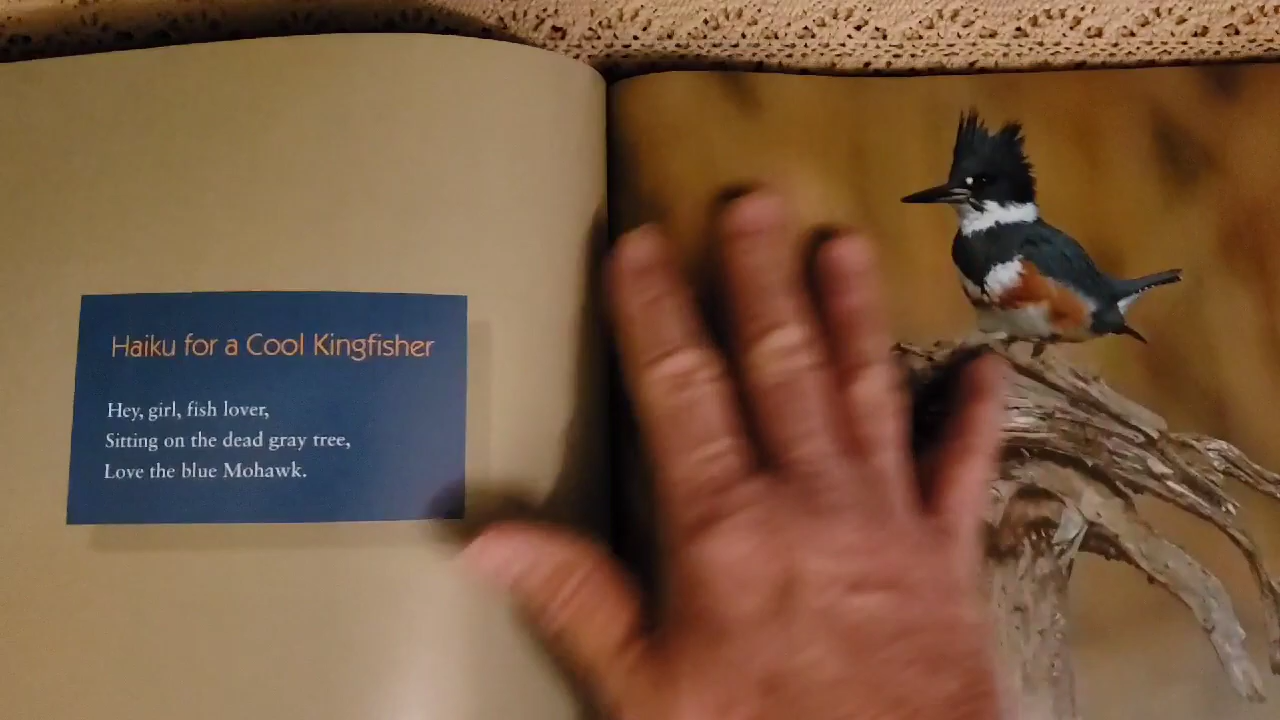 Haiku for a Cool Kingfisher
Hey, girl, fish lover,
Sitting on the dead gray tree,
Love the blue Mohawk.